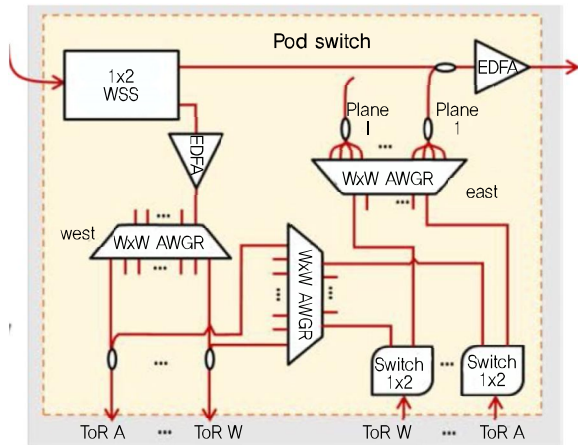 Pod switch
1x2
WSS
EDFA
Plane
I
Plane
1
EDFA
...
WxW AWGR
east
...
west
...
WxW AWGR
...
WxW AWGR
...
...
...
Switch
1x2
...
Switch
1x2
...
ToR A ... ToR W
ToR W ... ToR A